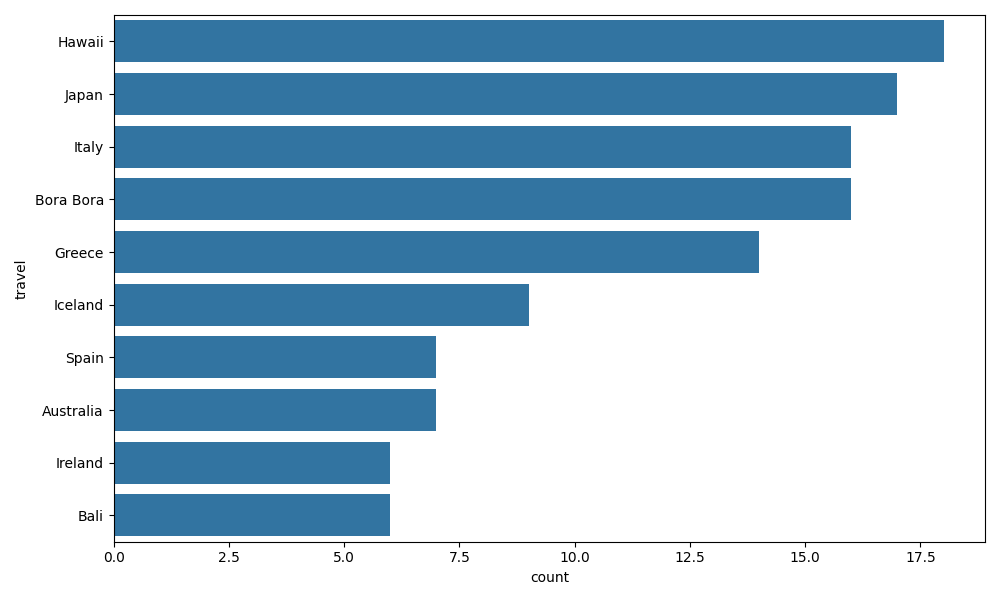 Hawaii
Japan
Italy
Bora Bora
Greece
Iceland
Spain
Australia
Ireland
Bali
travel
0.0 2.5 5.0 7.5 10.0 12.5 15.0 17.5
count